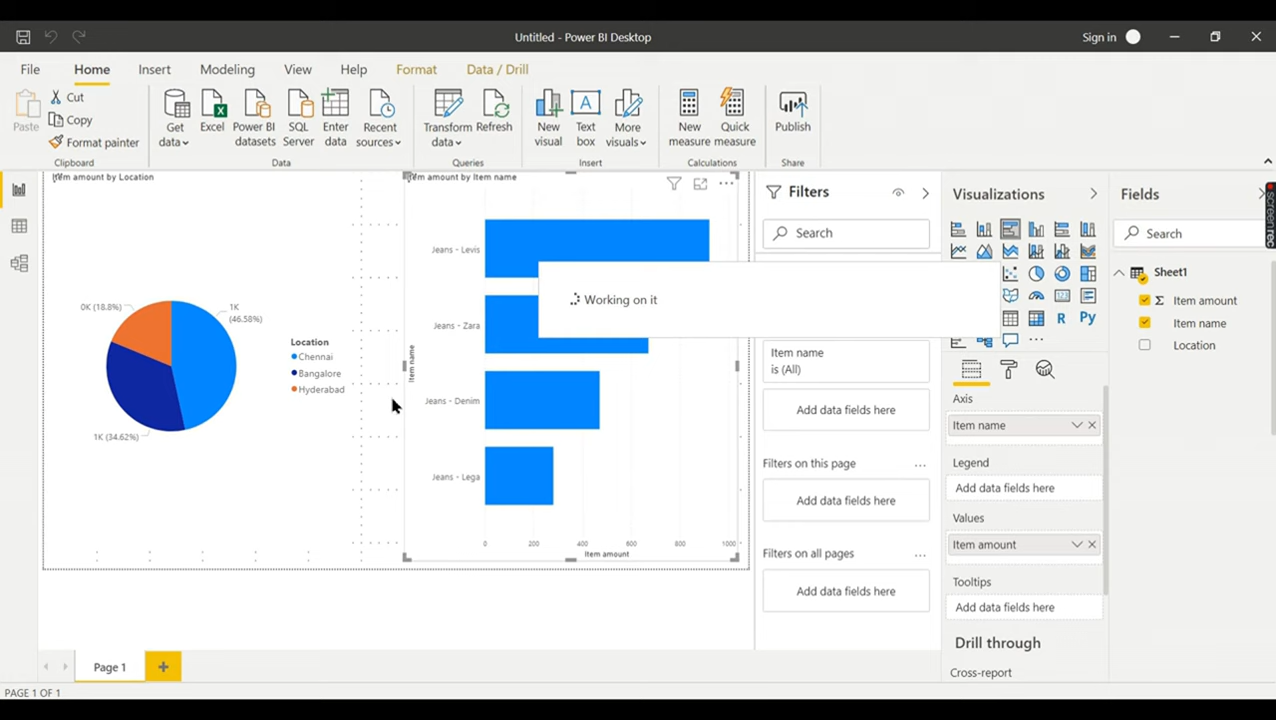 Untitled - Power BI Desktop
Sign in
File Home Insert Modeling View Help Format Data / Drill
Paste
Cut
Copy
Format painter
Clipboard
Get data
Excel
Power BI datasets
SQL Server
Enter data
Recent sources
Data
Transform data
Refresh
Queries
New visual
Text box
More visuals
Insert
New measure
Quick measure
Calculations
Publish
Share
Item amount by Location
0K (18.8%)
1K
(46.58%)
1K (34.62%)
Location
Chennai
Bangalore
Hyderabad
Item amount by Item name
Item name
Jeans - Levis
Jeans - Zara
Jeans - Denim
Jeans - Lega
0 200 400 600 800 1000
Item amount
Working on it
Filters
Search
Item name
is (All)
Add data fields here
Filters on this page
Add data fields here
Filters on all pages
Add data fields here
Visualizations
R Py
Axis
Item name
Legend
Add data fields here
Values
Item amount
Tooltips
Add data fields here
Drill through
Cross-report
Fields
Search
Sheet1
Σ Item amount
Item name
Location
screenrec
Page 1
PAGE 1 OF 1